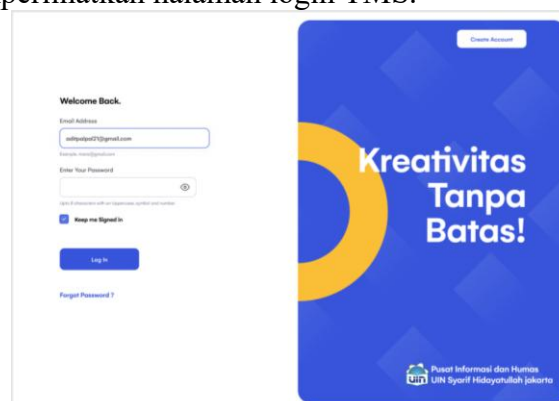 halaman login TMS.
Create Account
Welcome Back.
Email Address
Enter Your Password
Keep me Signed in
Log In
Forgot Password ?
Kreativitas
Tanpa
Batas!
Pusat Informasi dan Humas
UIN Syarif Hidayatullah jakarta